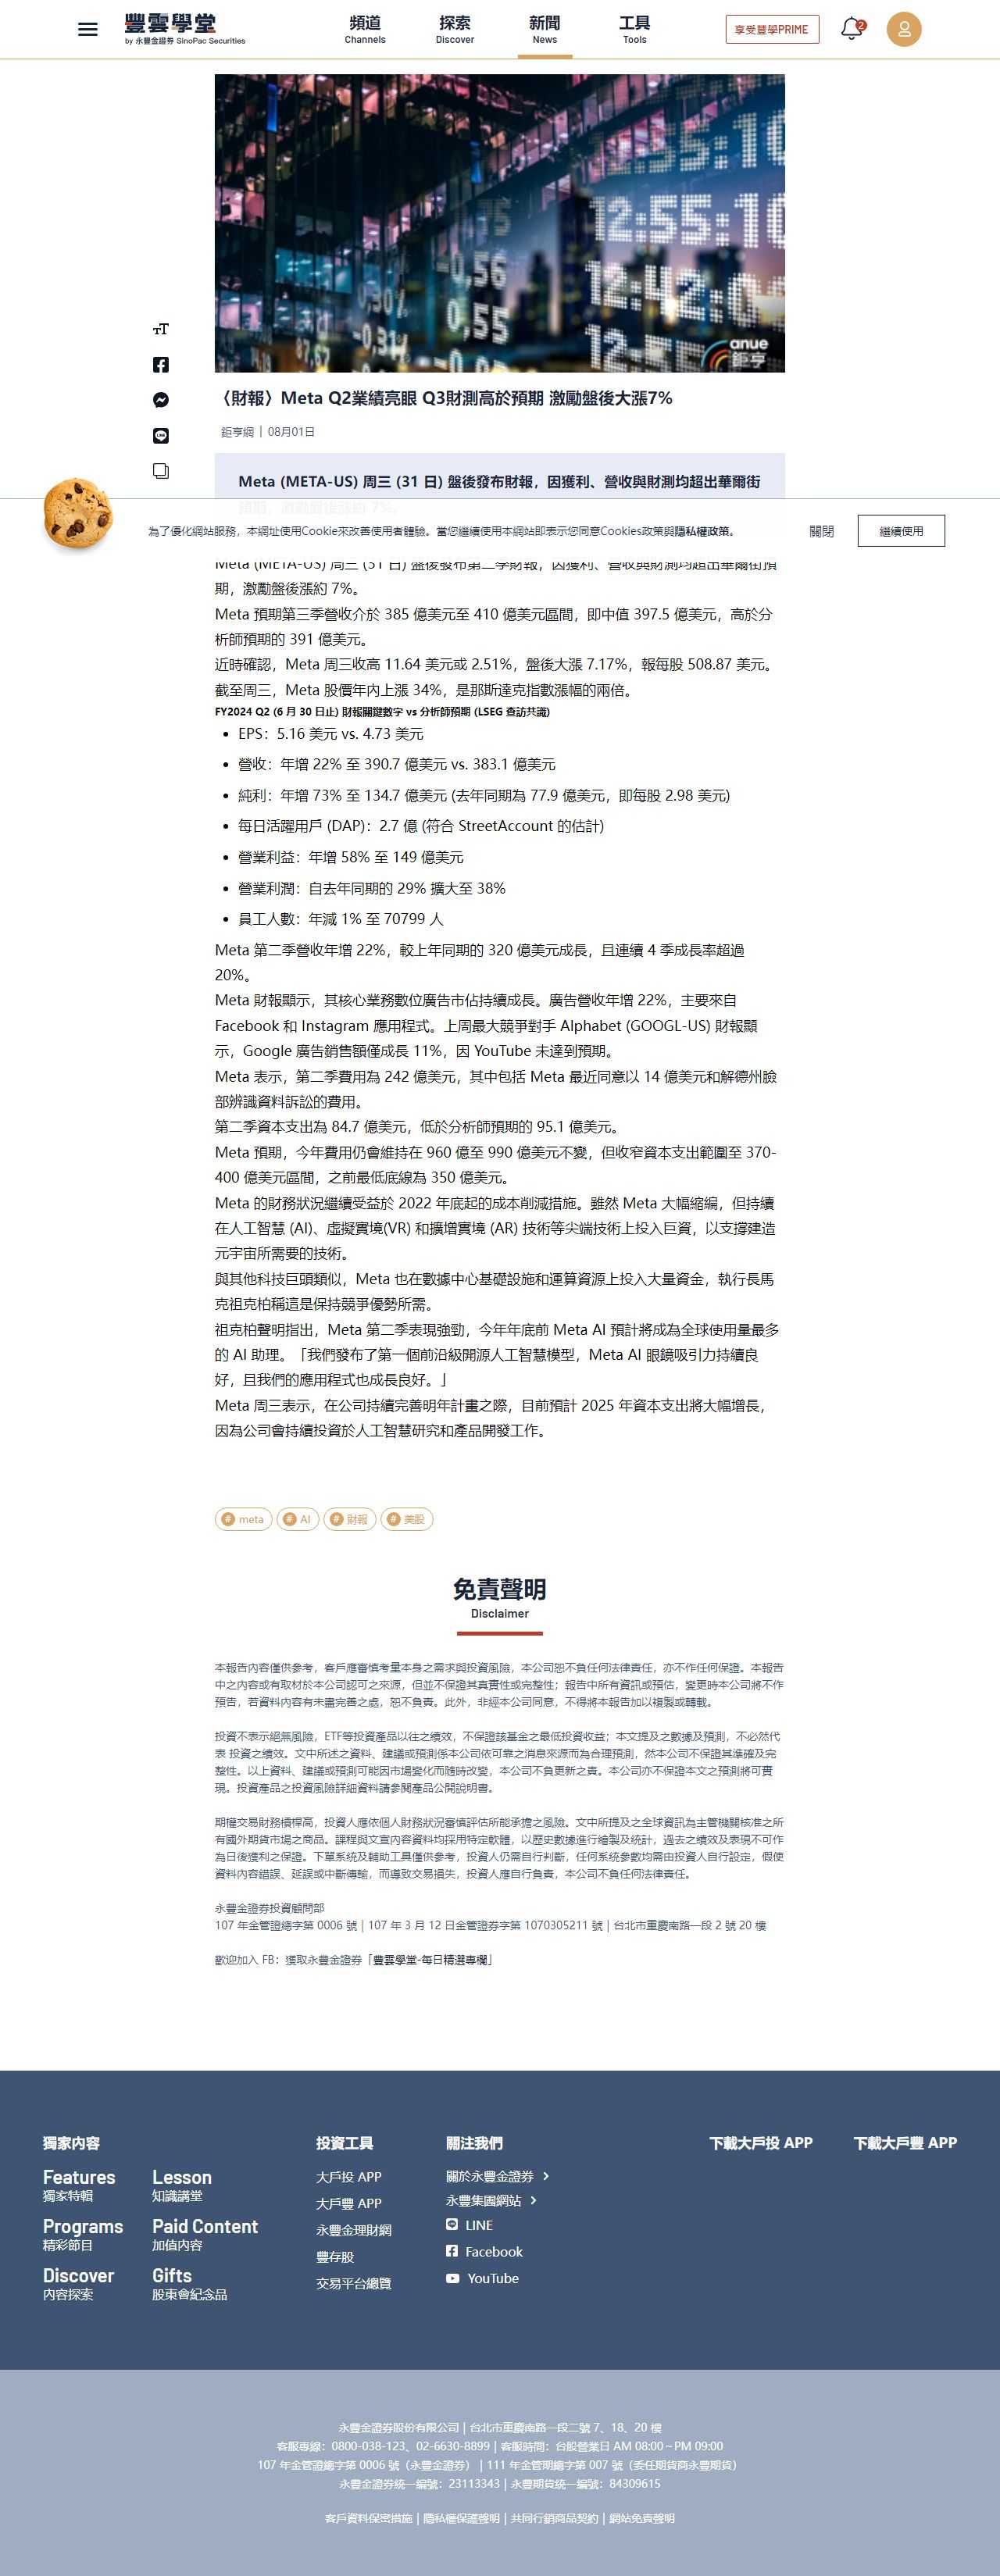 豐雲學堂
by 永豐金證券 SinoPac Securities
頻道
Channels
探索
Discover
新聞
News
工具
Tools
享受豐學PRIME
2
12:55:10
-0.56
12:42:04
0.55
anue
鉅亨
〈財報〉Meta Q2業績亮眼 Q3財測高於預期 激勵盤後大漲7%
鉅亨網 | 08月01日
Meta (META-US) 周三 (31 日) 盤後發布財報，因獲利、營收與財測均超出華爾街
預期，激勵盤後漲約 7%。
為了優化網站服務，本網址使用Cookie來改善使用者體驗。當您繼續使用本網站即表示您同意Cookies政策與隱私權政策。
關閉
繼續使用
Meta (META-US) 周三 (31 日) 盤後發布第二季財報，因獲利、營收與財測均超出華爾街預
期，激勵盤後漲約 7%。
Meta 預期第三季營收介於 385 億美元至 410 億美元區間，即中值 397.5 億美元，高於分
析師預期的 391 億美元。
近時確認，Meta 周三收高 11.64 美元或 2.51%，盤後大漲 7.17%，報每股 508.87 美元。
截至周三，Meta 股價年內上漲 34%，是那斯達克指數漲幅的兩倍。
FY2024 Q2 (6 月 30 日止) 財報關鍵數字 vs 分析師預期 (LSEG 查訪共識)
• EPS：5.16 美元 vs. 4.73 美元
• 營收：年增 22% 至 390.7 億美元 vs. 383.1 億美元
• 純利：年增 73% 至 134.7 億美元 (去年同期為 77.9 億美元，即每股 2.98 美元)
• 每日活躍用戶 (DAP)：2.7 億 (符合 StreetAccount 的估計)
• 營業利益：年增 58% 至 149 億美元
• 營業利潤：自去年同期的 29% 擴大至 38%
• 員工人數：年減 1% 至 70799 人
Meta 第二季營收年增 22%，較上年同期的 320 億美元成長，且連續 4 季成長率超過
20%。
Meta 財報顯示，其核心業務數位廣告市佔持續成長。廣告營收年增 22%，主要來自
Facebook 和 Instagram 應用程式。上周最大競爭對手 Alphabet (GOOGL-US) 財報顯
示，Google 廣告銷售額僅成長 11%，因 YouTube 未達到預期。
Meta 表示，第二季費用為 242 億美元，其中包括 Meta 最近同意以 14 億美元和解德州臉
部辨識資料訴訟的費用。
第二季資本支出為 84.7 億美元，低於分析師預期的 95.1 億美元。
Meta 預期，今年費用仍會維持在 960 億至 990 億美元不變，但收窄資本支出範圍至 370-
400 億美元區間，之前最低底線為 350 億美元。
Meta 的財務狀況繼續受益於 2022 年底起的成本削減措施。雖然 Meta 大幅縮編，但持續
在人工智慧 (AI)、虛擬實境(VR) 和擴增實境 (AR) 技術等尖端技術上投入巨資，以支撐建造
元宇宙所需要的技術。
與其他科技巨頭類似，Meta 也在數據中心基礎設施和運算資源上投入大量資金，執行長馬
克祖克柏稱這是保持競爭優勢所需。
祖克柏聲明指出，Meta 第二季表現強勁，今年年底前 Meta AI 預計將成為全球使用量最多
的 AI 助理。「我們發布了第一個前沿級開源人工智慧模型，Meta AI 眼鏡吸引力持續良
好，且我們的應用程式也成長良好。」
Meta 周三表示，在公司持續完善明年計畫之際，目前預計 2025 年資本支出將大幅增長，
因為公司會持續投資於人工智慧研究和產品開發工作。
# meta
# AI
# 財報
# 美股
免責聲明
Disclaimer
本報告內容僅供參考，客戶應審慎考量本身之需求與投資風險，本公司恕不負任何法律責任，亦不作任何保證。本報告
中之內容或有取材於本公司認可之來源，但並不保證其真實性或完整性；報告中所有資訊或預估，變更時本公司將不作
預告，若資料內容有未盡完善之處，恕不負責。此外，非經本公司同意，不得將本報告加以複製或轉載。
投資不表示絕無風險，ETF等投資產品以往之績效，不保證該基金之最低投資收益；本文提及之數據及預測，不必然代
表 投資之績效。文中所述之資料、建議或預測係本公司依可靠之消息來源而為合理預測，然本公司不保證其準確及完
整性。以上資料、建議或預測可能因市場變化而隨時改變，本公司不負更新之責。本公司亦不保證本文之預測將可實
現。投資產品之投資風險詳細資料請參閱產品公開說明書。
期權交易財務槓桿高，投資人應依個人財務狀況審慎評估所能承擔之風險。文中所提及之全球資訊為主管機關核准之所
有國外期貨市場之商品。課程與文宣內容資料均採用特定軟體，以歷史數據進行繪製及統計，過去之績效及表現不可作
為日後獲利之保證。下單系統及輔助工具僅供參考，投資人仍需自行判斷，任何系統參數均需由投資人自行設定，假使
資料內容錯誤、延誤或中斷傳輸，而導致交易損失，投資人應自行負責，本公司不負任何法律責任。
永豐金證券投資顧問部
107 年金管證總字第 0006 號｜107 年 3 月 12 日金管證券字第 1070305211 號｜台北市重慶南路一段 2 號 20 樓
歡迎加入 FB：獲取永豐金證券「豐雲學堂-每日精選專欄」
獨家內容
Features
獨家特輯
Lesson
知識講堂
Programs
精彩節目
Paid Content
加值內容
Discover
內容探索
Gifts
股東會紀念品
投資工具
大戶投 APP
大戶豐 APP
永豐金理財網
豐存股
交易平台總覽
關注我們
關於永豐金證券
永豐集團網站
LINE
Facebook
YouTube
下載大戶投 APP
下載大戶豐 APP
永豐金證券股份有限公司｜台北市重慶南路一段二號 7、18、20 樓
客服專線：0800-038-123、02-6630-8899｜客服時間：台股營業日 AM 08:00 ~ PM 09:00
107 年金管證總字第 0006 號（永豐金證券）｜111 年金管期總字第 007 號（委任期貨商永豐期貨）
永豐金證券統一編號：23113343｜永豐期貨統一編號：84309615
客戶資料保密措施｜隱私權保護聲明｜共同行銷商品契約｜網站免責聲明